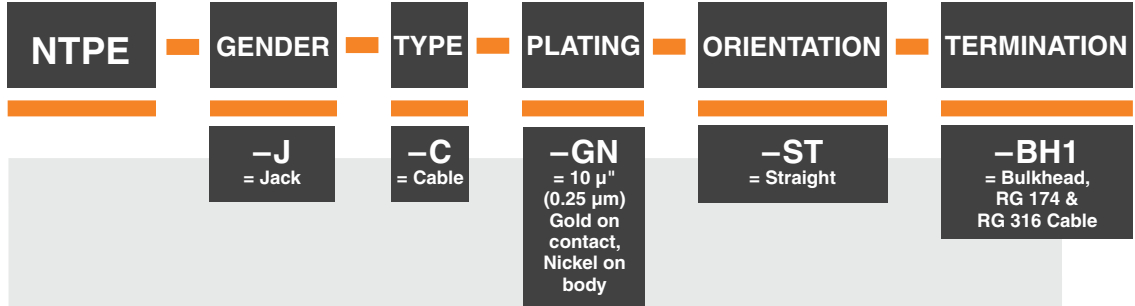 NTPE
GENDER
TYPE
PLATING
ORIENTATION
TERMINATION
–J
= Jack
–C
= Cable
–GN
= 10 µ"
(0.25 µm)
Gold on
contact,
Nickel on
body
–ST
= Straight
–BH1
= Bulkhead,
RG 174 &
RG 316 Cable